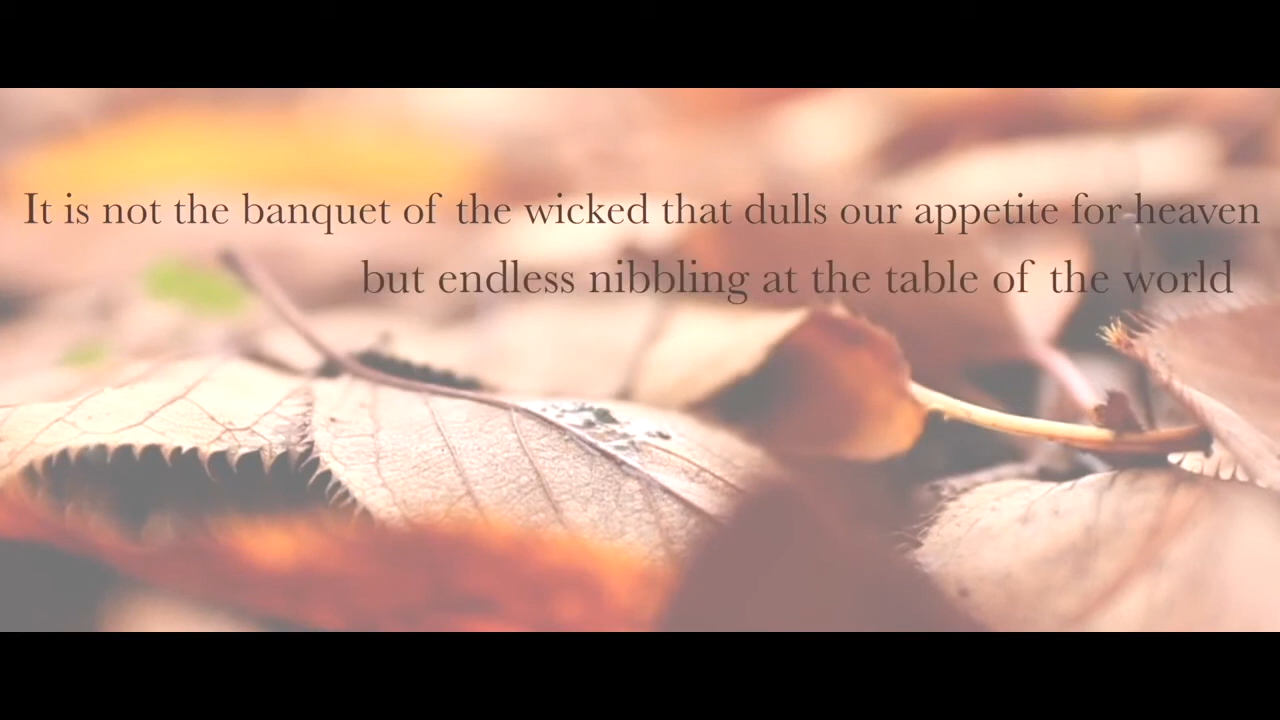 It is not the banquet of the wicked that dulls our appetite for heaven
but endless nibbling at the table of the world